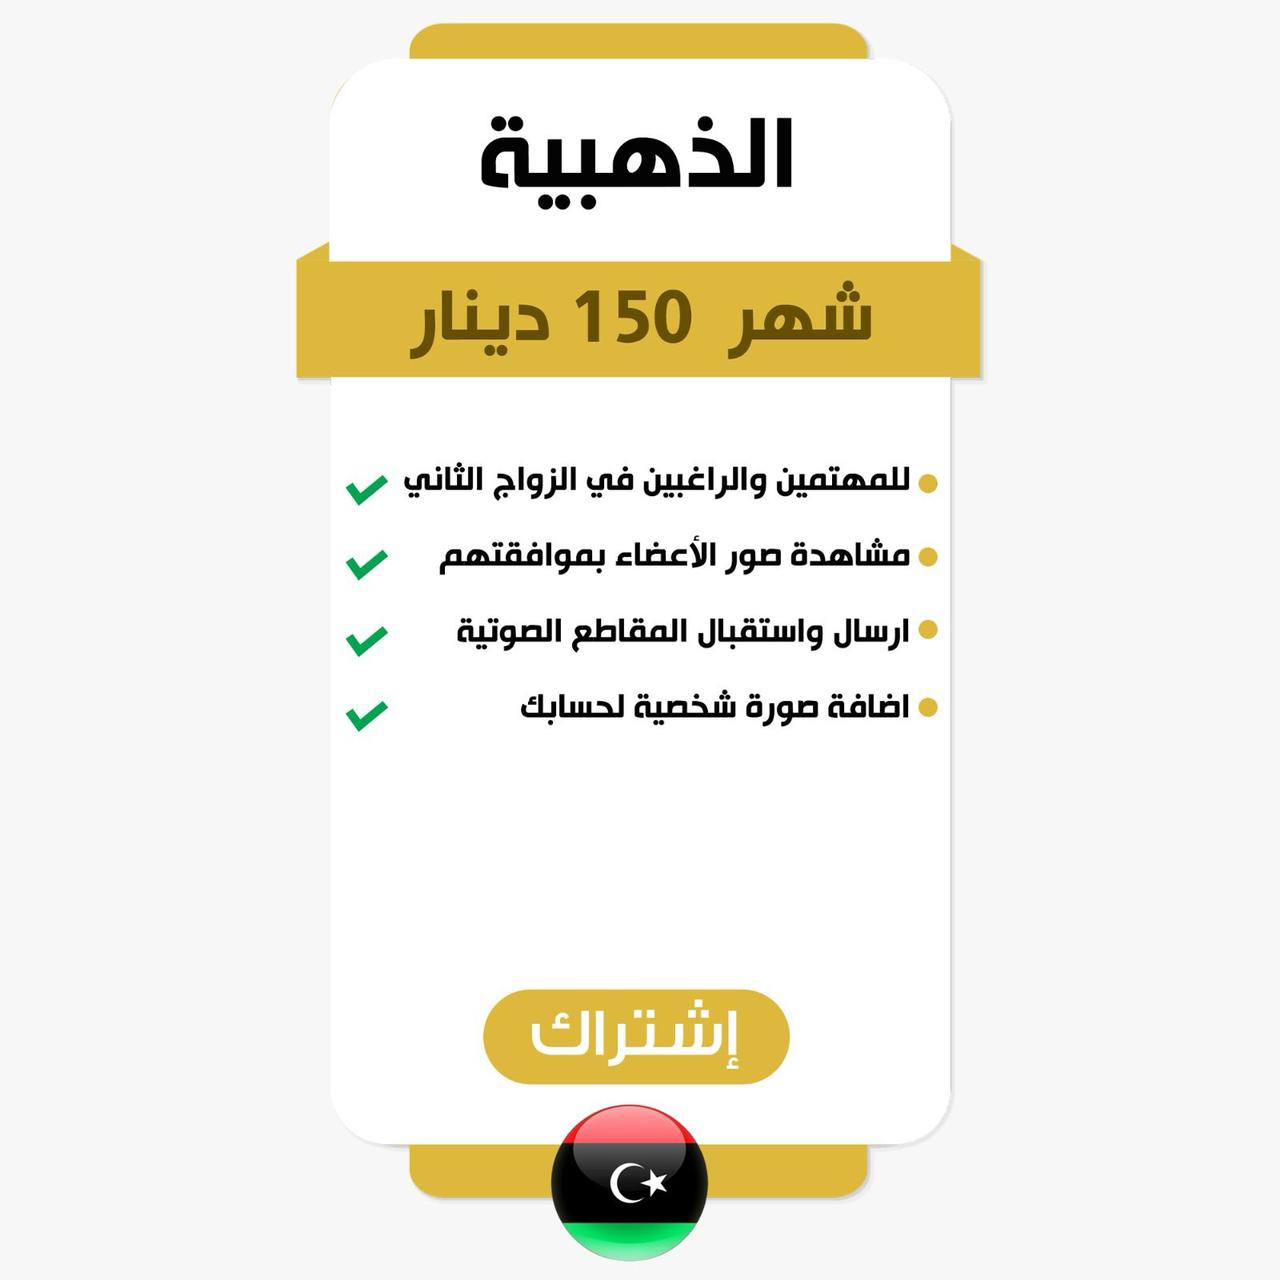 الذهبية
شهر 150 دينار
للمهتمين والراغبين في الزواج الثاني
مشاهدة صور الأعضاء بموافقتهم
ارسال واستقبال المقاطع الصوتية
اضافة صورة شخصية لحسابك
إشتراك